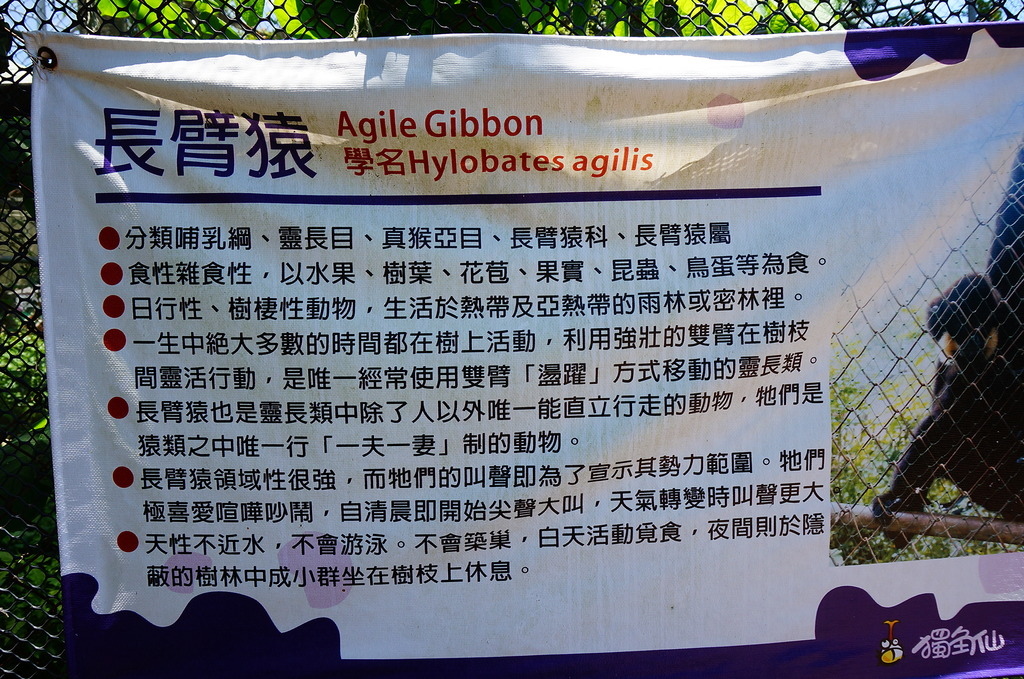 長臂猿 Agile Gibbon
學名Hylobates agilis
分類哺乳綱、靈長目、真猴亞目、長臂猿科、長臂猿屬
食性雜食性，以水果、樹葉、花苞、果實、昆蟲、鳥蛋等為食。
日行性、樹棲性動物，生活於熱帶及亞熱帶的雨林或密林裡。
一生中絕大多數的時間都在樹上活動，利用強壯的雙臂在樹枝
間靈活行動，是唯一經常使用雙臂「盪躍」方式移動的靈長類。
長臂猿也是靈長類中除了人以外唯一能直立行走的動物，牠們是
猿類之中唯一行「一夫一妻」制的動物。
長臂猿領域性很強，而牠們的叫聲即為了宣示其勢力範圍。牠們
極喜愛喧嘩吵鬧，自清晨即開始尖聲大叫，天氣轉變時叫聲更大。
天性不近水，不會游泳。不會築巢，白天活動覓食，夜間則於隱
蔽的樹林中成小群坐在樹枝上休息。
獨角仙